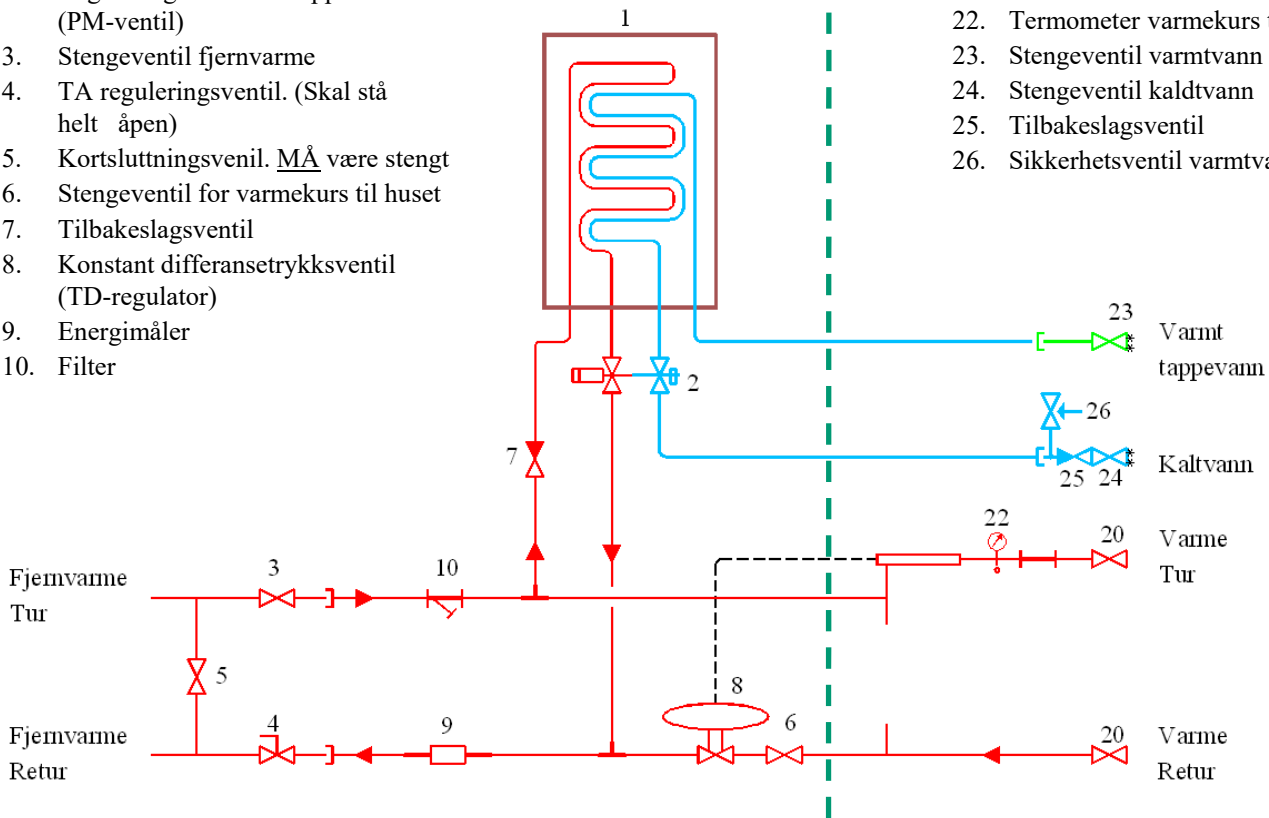 (PM-ventil)
3. Stengeventil fjernvarme
4. TA reguleringsventil. (Skal stå
helt åpen)
5. Kortsluttningsvenil. MÅ være stengt
6. Stengeventil for varmekurs til huset
7. Tilbakeslagsventil
8. Konstant differansetrykksventil
(TD-regulator)
9. Energimåler
10. Filter
22. Termometer varmekurs
23. Stengeventil varmtvann
24. Stengeventil kaldtvann
25. Tilbakeslagsventil
26. Sikkerhetsventil
1
23
Varmt
tappevann
2
26
7
25 24
Kaltvann
22
20
Varme
Tur
3
10
Fjernvarme
Tur
5
8
4
9
6
20
Fjernvarme
Retur
Varme
Retur